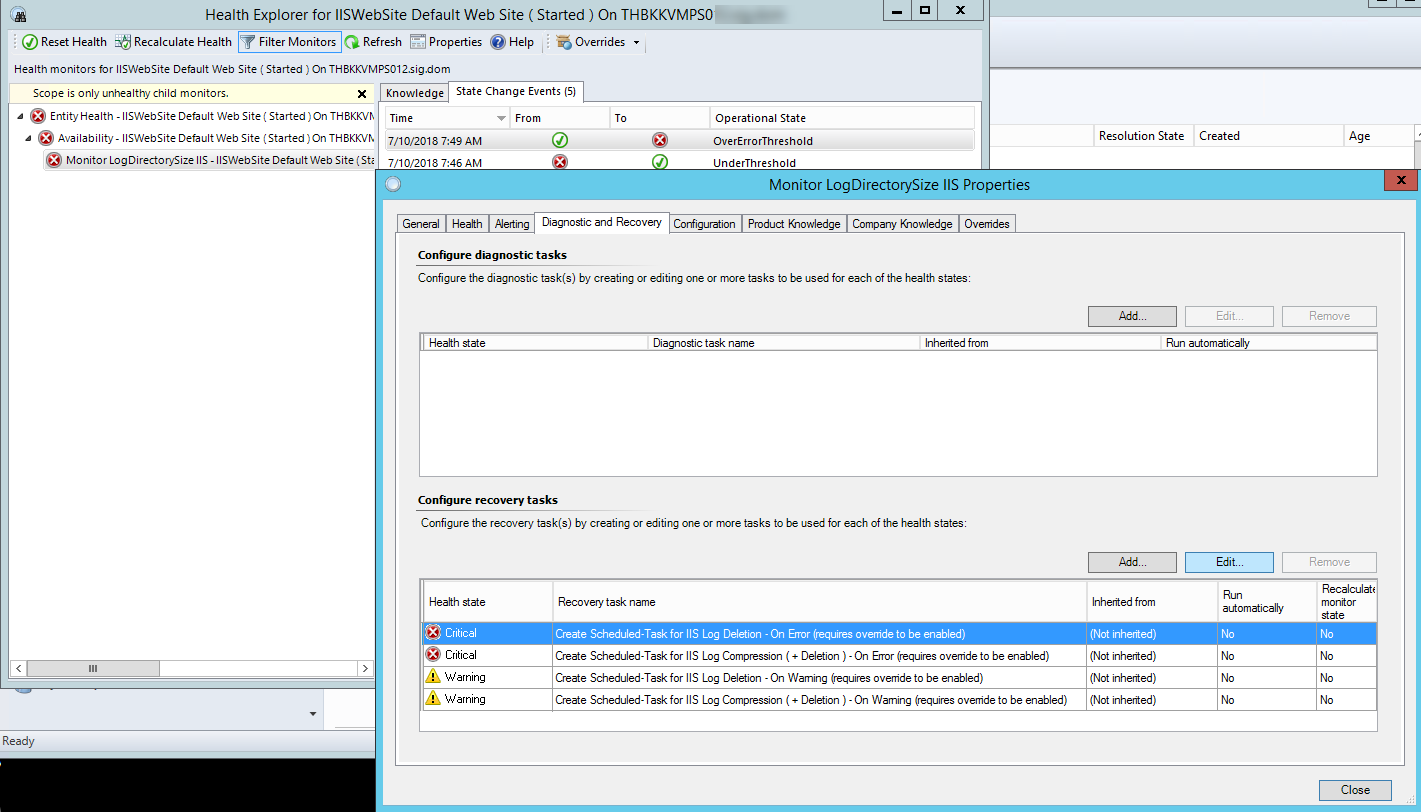 Health Explorer for IISWebSite Default Web Site ( Started ) On THBKKVMPS0
Reset Health Recalculate Health Filter Monitors Refresh Properties Help Overrides
Health monitors for IISWebSite Default Web Site ( Started ) On THBKKVMPS012.sig.dom
Scope is only unhealthy child monitors.
Entity Health - IISWebSite Default Web Site ( Started ) On THBKKVM
Availability - IISWebSite Default Web Site ( Started ) On THBKKVM
Monitor LogDirectorySize IIS - IISWebSite Default Web Site ( Sta
Knowledge State Change Events (5)
Time From To Operational State
7/10/2018 7:49 AM OverErrorThreshold
7/10/2018 7:46 AM UnderThreshold
Resolution State Created Age
Ready
Monitor LogDirectorySize IIS Properties
General Health Alerting Diagnostic and Recovery Configuration Product Knowledge Company Knowledge Overrides
Configure diagnostic tasks
Configure the diagnostic task(s) by creating or editing one or more tasks to be used for each of the health states:
Add... Edit... Remove
Health state Diagnostic task name Inherited from Run automatically
Configure recovery tasks
Configure the recovery task(s) by creating or editing one or more tasks to be used for each of the health states:
Add... Edit... Remove
Health state Recovery task name Inherited from Run automatically Recalculate monitor state
Critical Create Scheduled-Task for IIS Log Deletion - On Error (requires override to be enabled) (Not inherited) No No
Critical Create Scheduled-Task for IIS Log Compression ( + Deletion ) - On Error (requires override to be enabled) (Not inherited) No No
Warning Create Scheduled-Task for IIS Log Deletion - On Warning (requires override to be enabled) (Not inherited) No No
Warning Create Scheduled-Task for IIS Log Compression ( + Deletion ) - On Warning (requires override to be enabled) (Not inherited) No No
Close